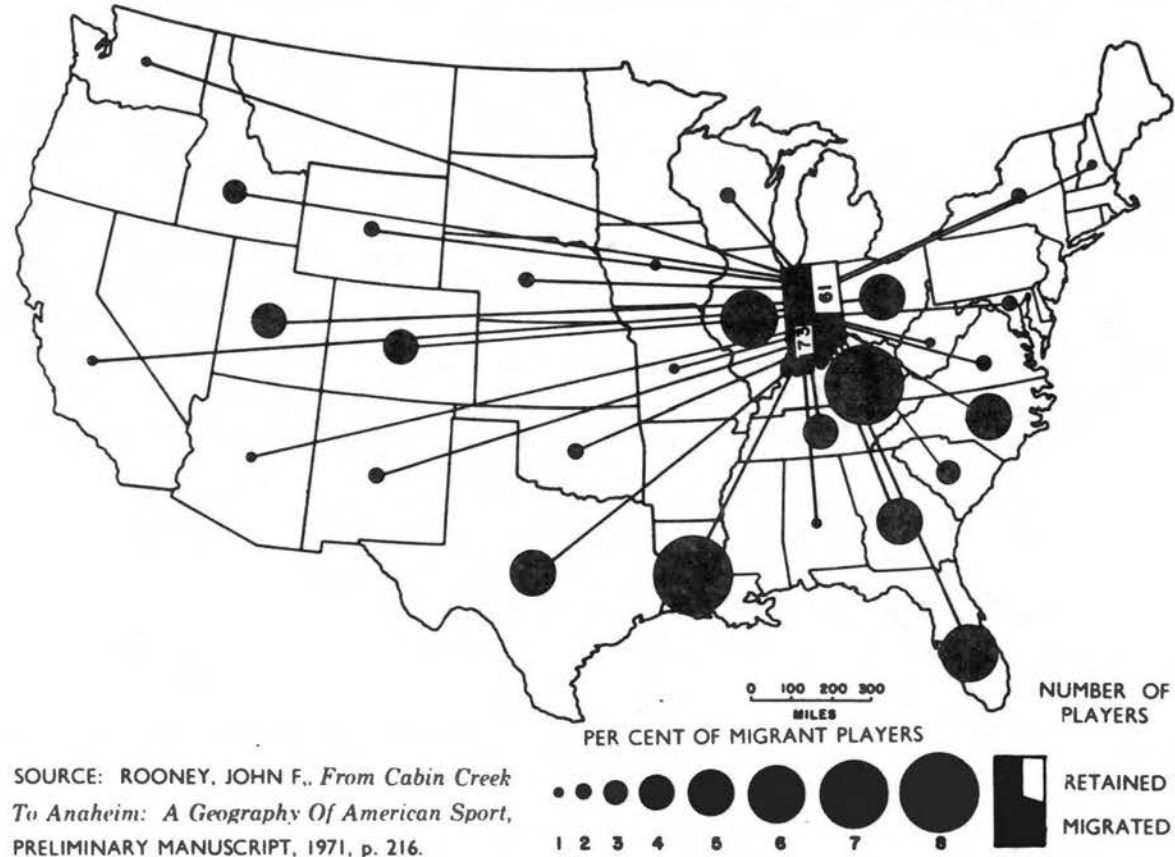 61
73
0 100 200 300
MILES
NUMBER OF
PLAYERS
PER CENT OF MIGRANT PLAYERS
SOURCE: ROONEY, JOHN F., From Cabin Creek
To Anaheim: A Geography Of American Sport,
PRELIMINARY MANUSCRIPT, 1971, p. 216.
1 2 3 4 5 6 7 8
RETAINED
MIGRATED